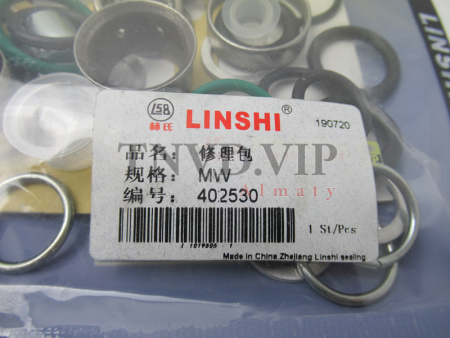 LINSHI
LSB
林氏
LINSHI®
190720
品名: 修理包
TNVD.VIP
规格: MW
Almaty
编号: 402530
1 St/Pcs
Made in China Zhejiang Linshi sealing